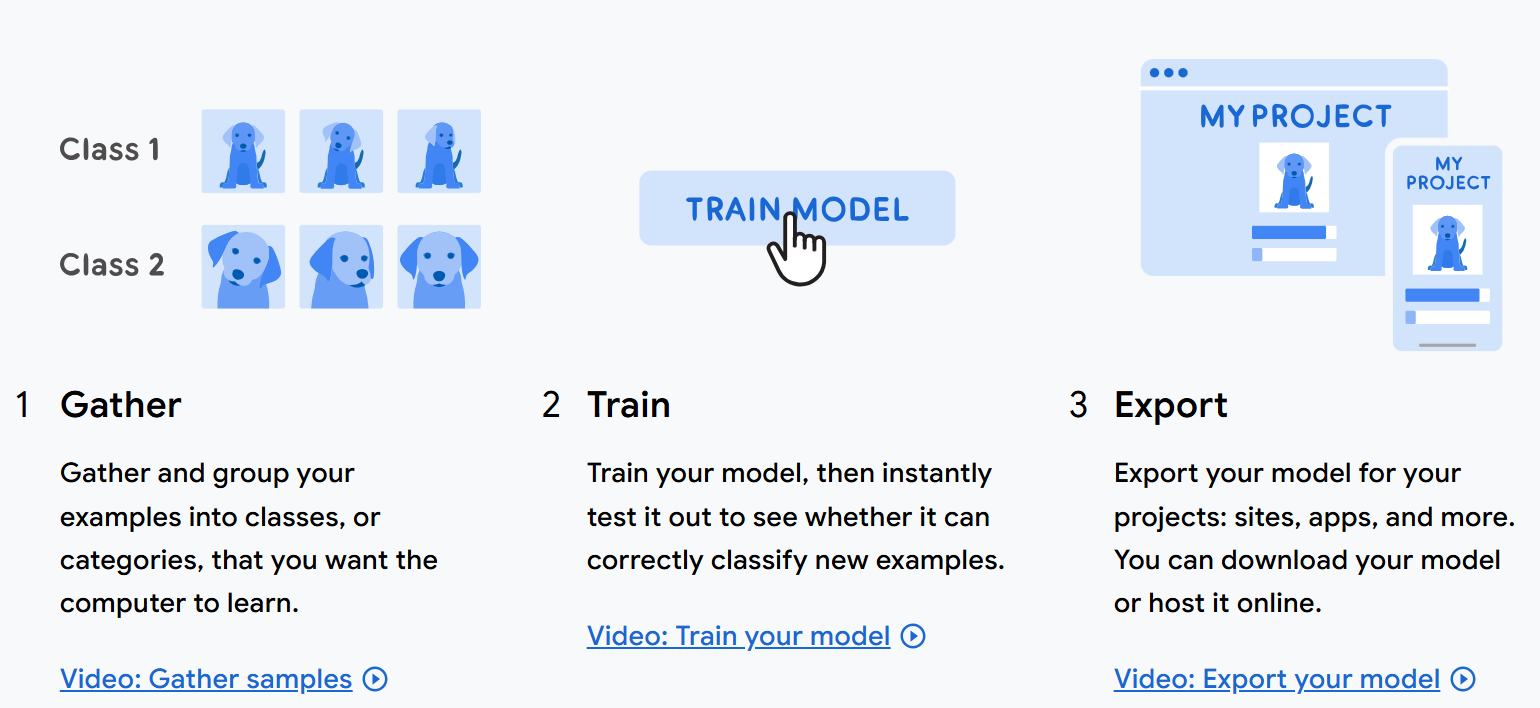 Class 1
Class 2
TRAIN MODEL
MY PROJECT
MY
PROJECT
1 Gather
Gather and group your
examples into classes, or
categories, that you want the
computer to learn.
Video: Gather samples
2 Train
Train your model, then instantly
test it out to see whether it can
correctly classify new examples.
Video: Train your model
3 Export
Export your model for your
projects: sites, apps, and more.
You can download your model
or host it online.
Video: Export your model